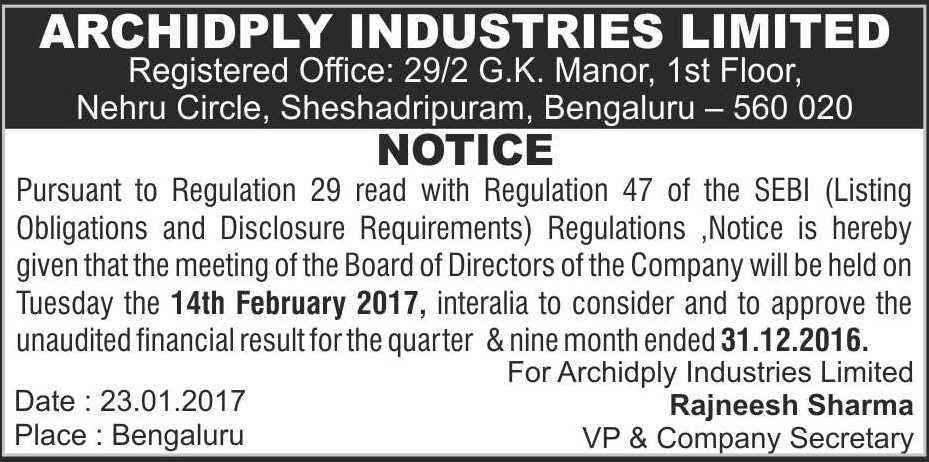 ARCHIDPLY INDUSTRIES LIMITED
Registered Office: 29/2 G.K. Manor, 1st Floor,
Nehru Circle, Sheshadripuram, Bengaluru – 560 020
NOTICE
Pursuant to Regulation 29 read with Regulation 47 of the SEBI (Listing
Obligations and Disclosure Requirements) Regulations ,Notice is hereby
given that the meeting of the Board of Directors of the Company will be held on
Tuesday the 14th February 2017, interalia to consider and to approve the
unaudited financial result for the quarter & nine month ended 31.12.2016.
For Archidply Industries Limited
Date : 23.01.2017
Rajneesh Sharma
Place : Bengaluru
VP & Company Secretary